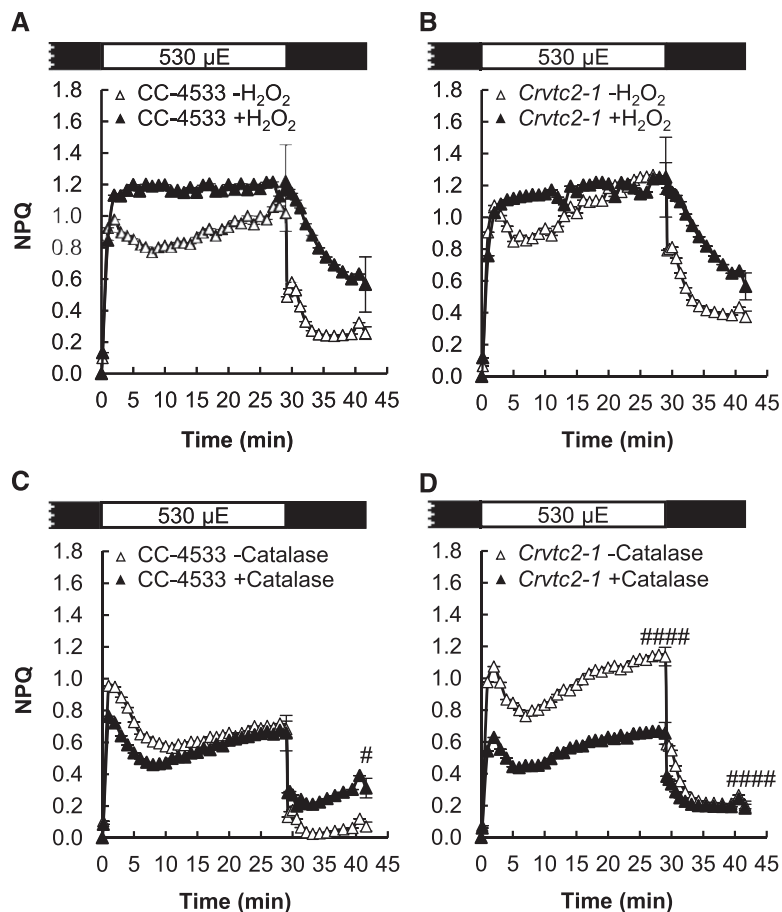 A
530 µE
△ CC-4533 -H₂O₂
▲ CC-4533 +H₂O₂
NPQ
1.8
1.6
1.4
1.2
1.0
0.8
0.6
0.4
0.2
0.0
0 5 10 15 20 25 30 35 40 45
Time (min)
B
530 µE
△ Crvtc2-1 -H₂O₂
▲ Crvtc2-1 +H₂O₂
1.8
1.6
1.4
1.2
1.0
0.8
0.6
0.4
0.2
0.0
0 5 10 15 20 25 30 35 40 45
Time (min)
C
530 µE
△ CC-4533 -Catalase
▲ CC-4533 +Catalase
NPQ
1.8
1.6
1.4
1.2
1.0
0.8
0.6
0.4
0.2
0.0
#
0 5 10 15 20 25 30 35 40 45
Time (min)
D
530 µE
△ Crvtc2-1 -Catalase
▲ Crvtc2-1 +Catalase
1.8
1.6
1.4
1.2
1.0
0.8
0.6
0.4
0.2
0.0
####
####
0 5 10 15 20 25 30 35 40 45
Time (min)